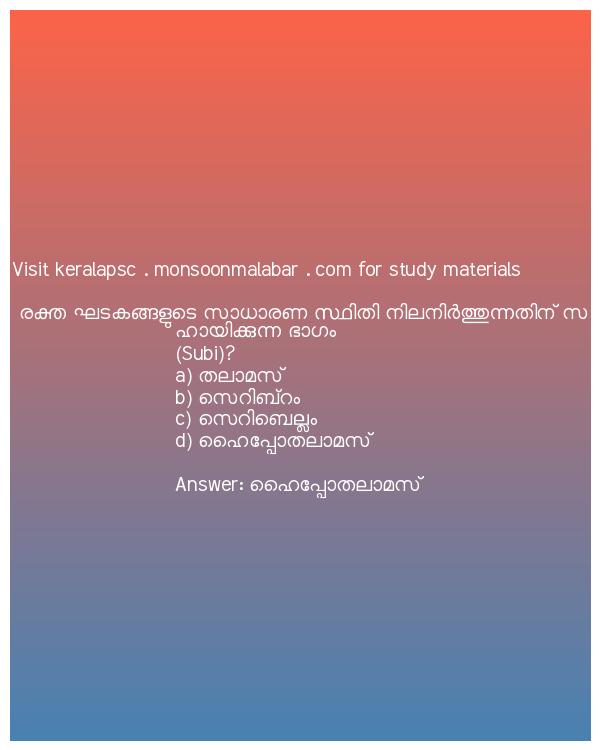 Visit keralapsc . monsoonmalabar . com for study materials
രക്ത ഘടകങ്ങളുടെ സാധാരണ സ്ഥിതി നിലനിർത്തുന്നതിന് സ
ഹായിക്കുന്ന ഭാഗം
(Subi)?
a) തലാമസ്
b) സെറിബ്റം
c) സെറിബെല്ലം
d) ഹൈപ്പോതലാമസ്
Answer: ഹൈപ്പോതലാമസ്